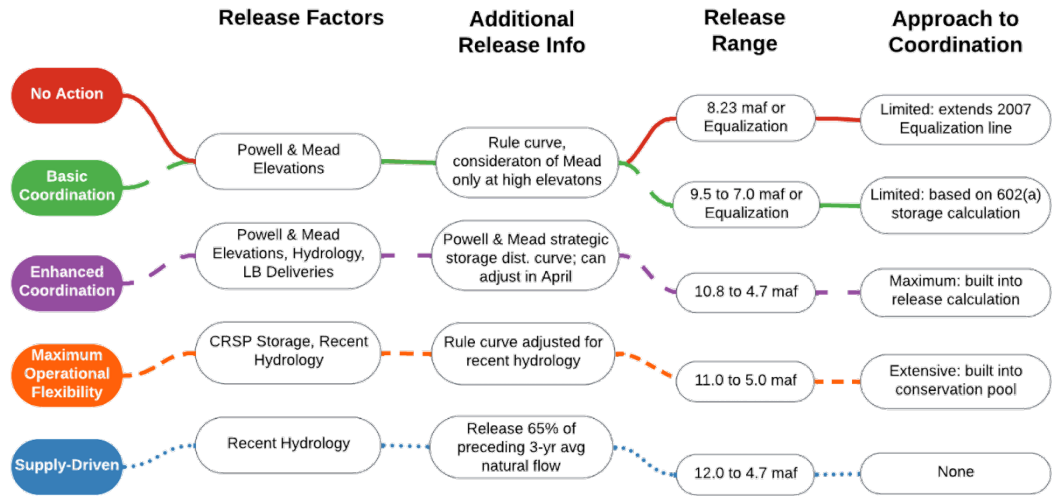 Release Factors
Additional
Release Info
Release
Range
Approach to
Coordination
No Action
Basic
Coordination
Powell & Mead
Elevations
Rule curve,
consideraton of Mead
only at high elevatons
8.23 maf or
Equalization
Limited: extends 2007
Equalization line
9.5 to 7.0 maf or
Equalization
Limited: based on 602(a)
storage calculation
Enhanced
Coordination
Powell & Mead
Elevations, Hydrology,
LB Deliveries
Powell & Mead strategic
storage dist. curve; can
adjust in April
10.8 to 4.7 maf
Maximum: built into
release calculation
Maximum
Operational
Flexibility
CRSP Storage, Recent
Hydrology
Rule curve adjusted for
recent hydrology
11.0 to 5.0 maf
Extensive: built into
conservation pool
Supply-Driven
Recent Hydrology
Release 65% of
preceding 3-yr avg
natural flow
12.0 to 4.7 maf
None